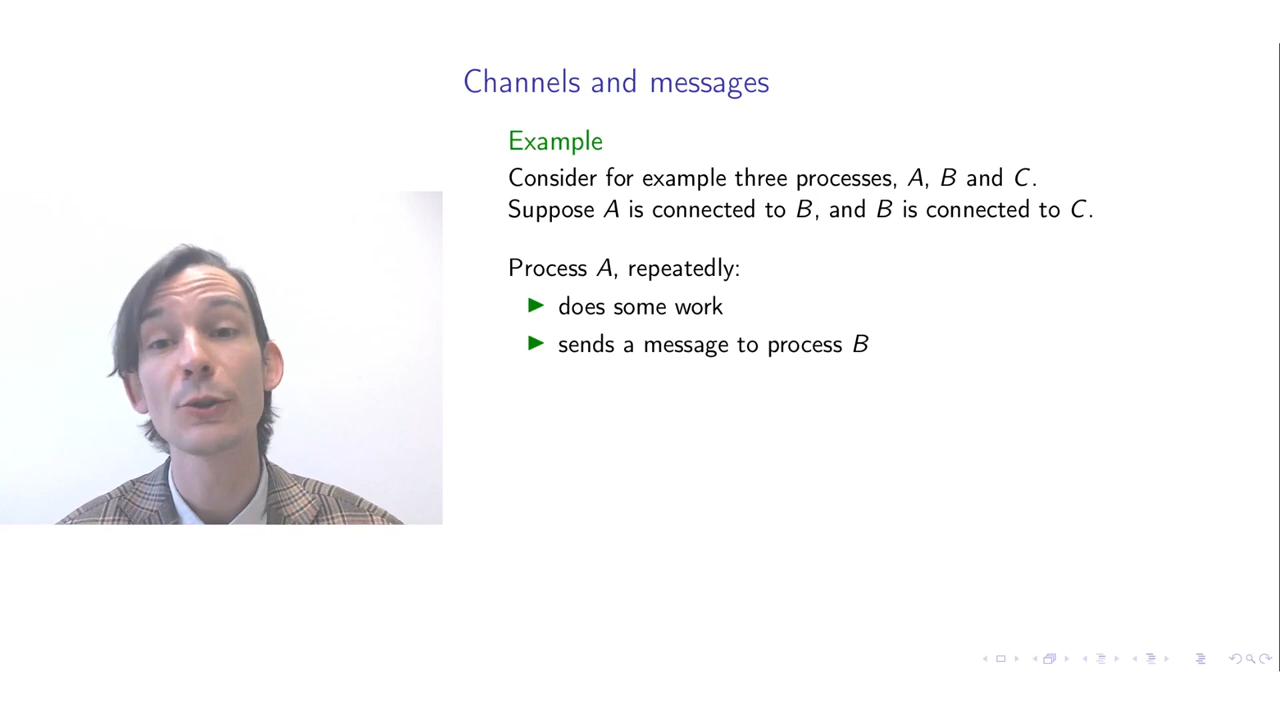 Channels and messages
Example
Consider for example three processes, A, B and C.
Suppose A is connected to B, and B is connected to C.
Process A, repeatedly:
▶ does some work
▶ sends a message to process B